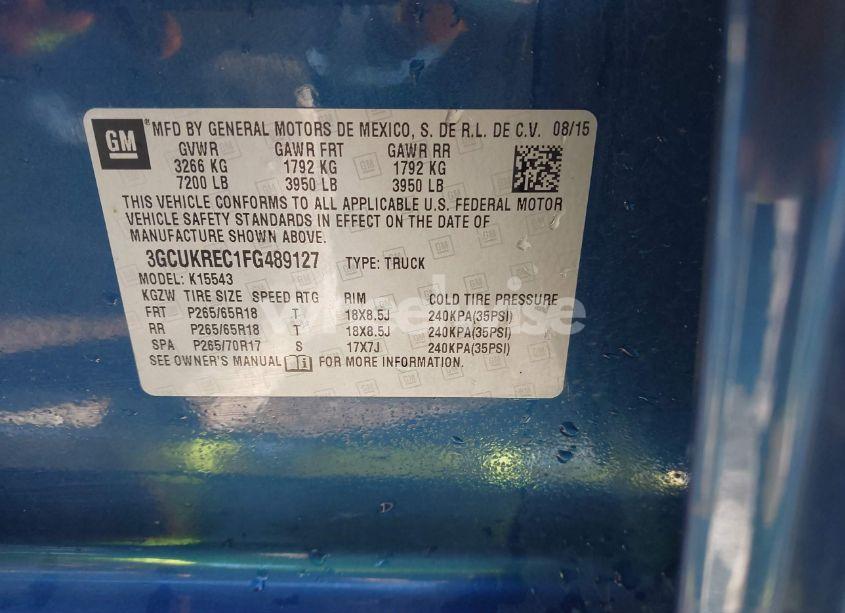 GM® MFD BY GENERAL MOTORS DE MEXICO, S. DE R.L. DE C.V. 08/15
GVWR GAWR FRT GAWR RR
3266 KG 1792 KG 1792 KG
7200 LB 3950 LB 3950 LB
THIS VEHICLE CONFORMS TO ALL APPLICABLE U.S. FEDERAL MOTOR
VEHICLE SAFETY STANDARDS IN EFFECT ON THE DATE OF
MANUFACTURE SHOWN ABOVE.
3GCUKREC1FG489127 TYPE: TRUCK
MODEL: K15543
KGZW TIRE SIZE SPEED RTG RIM COLD TIRE PRESSURE
FRT P265/65R18 T 18X8.5J 240KPA(35PSI)
RR P265/65R18 T 18X8.5J 240KPA(35PSI)
SPA P265/70R17 S 17X7J 240KPA(35PSI)
SEE OWNER'S MANUAL FOR MORE INFORMATION.